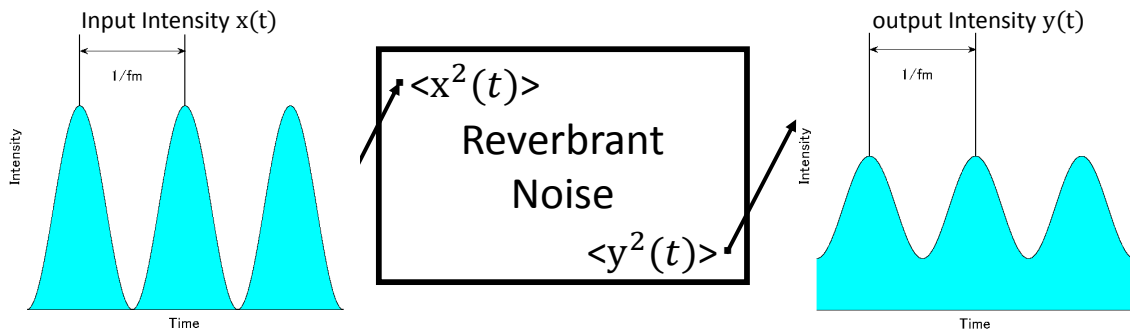 Input Intensity x(t)
1/fm
Intensity
Time
<x²(t)>
Reverbrant
Noise
<y²(t)>
output Intensity y(t)
1/fm
Intensity
Time